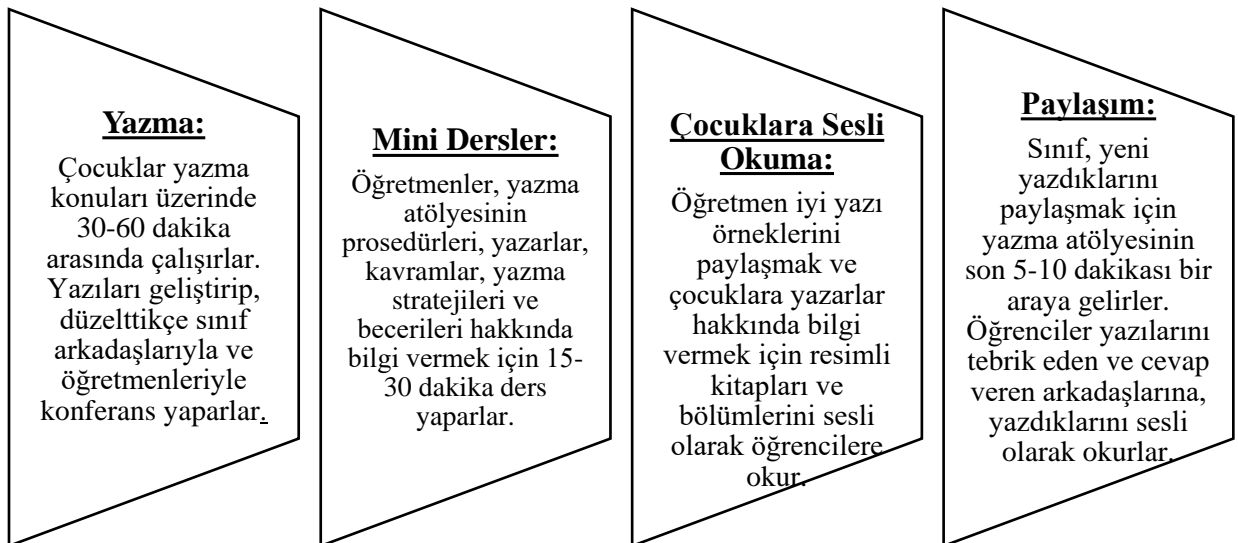 Yazma:
Çocuklar yazma
konuları üzerinde
30-60 dakika
arasında çalışırlar.
Yazıları geliştirip,
düzelttikçe sınıf
arkadaşlarıyla ve
öğretmenleriyle
konferans yaparlar.
Mini Dersler:
Öğretmenler, yazma
atölyesinin
prosedürleri, yazarlar,
kavramlar, yazma
stratejileri ve
becerileri hakkında
bilgi vermek için 15-
30 dakika ders
yaparlar.
Çocuklara Sesli
Okuma:
Öğretmen iyi yazı
örneklerini
paylaşmak ve
çocuklara yazarlar
hakkında bilgi
vermek için resimli
kitapları ve
bölümlerini sesli
olarak öğrencilere
okur.
Paylaşım:
Sınıf, yeni
yazdıklarını
paylaşmak için
yazma atölyesinin
son 5-10 dakikası bir
araya gelirler.
Öğrenciler yazılarını
tebrik eden ve cevap
veren arkadaşlarına,
yazdıklarını sesli
olarak okurlar.